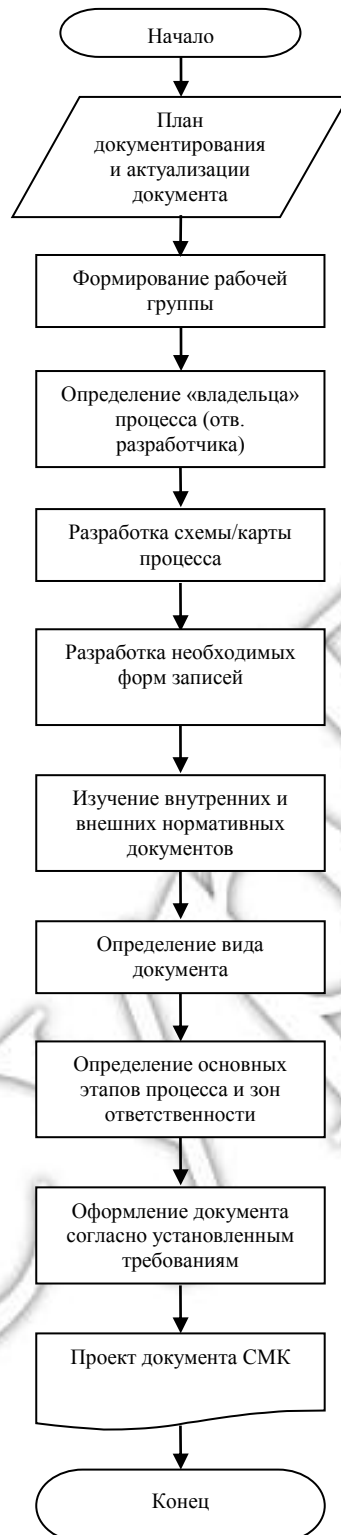 Начало
План
документирования
и актуализации
документа
Формирование рабочей
группы
Определение «владельца»
процесса (отв.
разработчика)
Разработка схемы/карты
процесса
Разработка необходимых
форм записей
Изучение внутренних и
внешних нормативных
документов
Определение вида
документа
Определение основных
этапов процесса и зон
ответственности
Оформление документа
согласно установленным
требованиям
Проект документа СМК
Конец